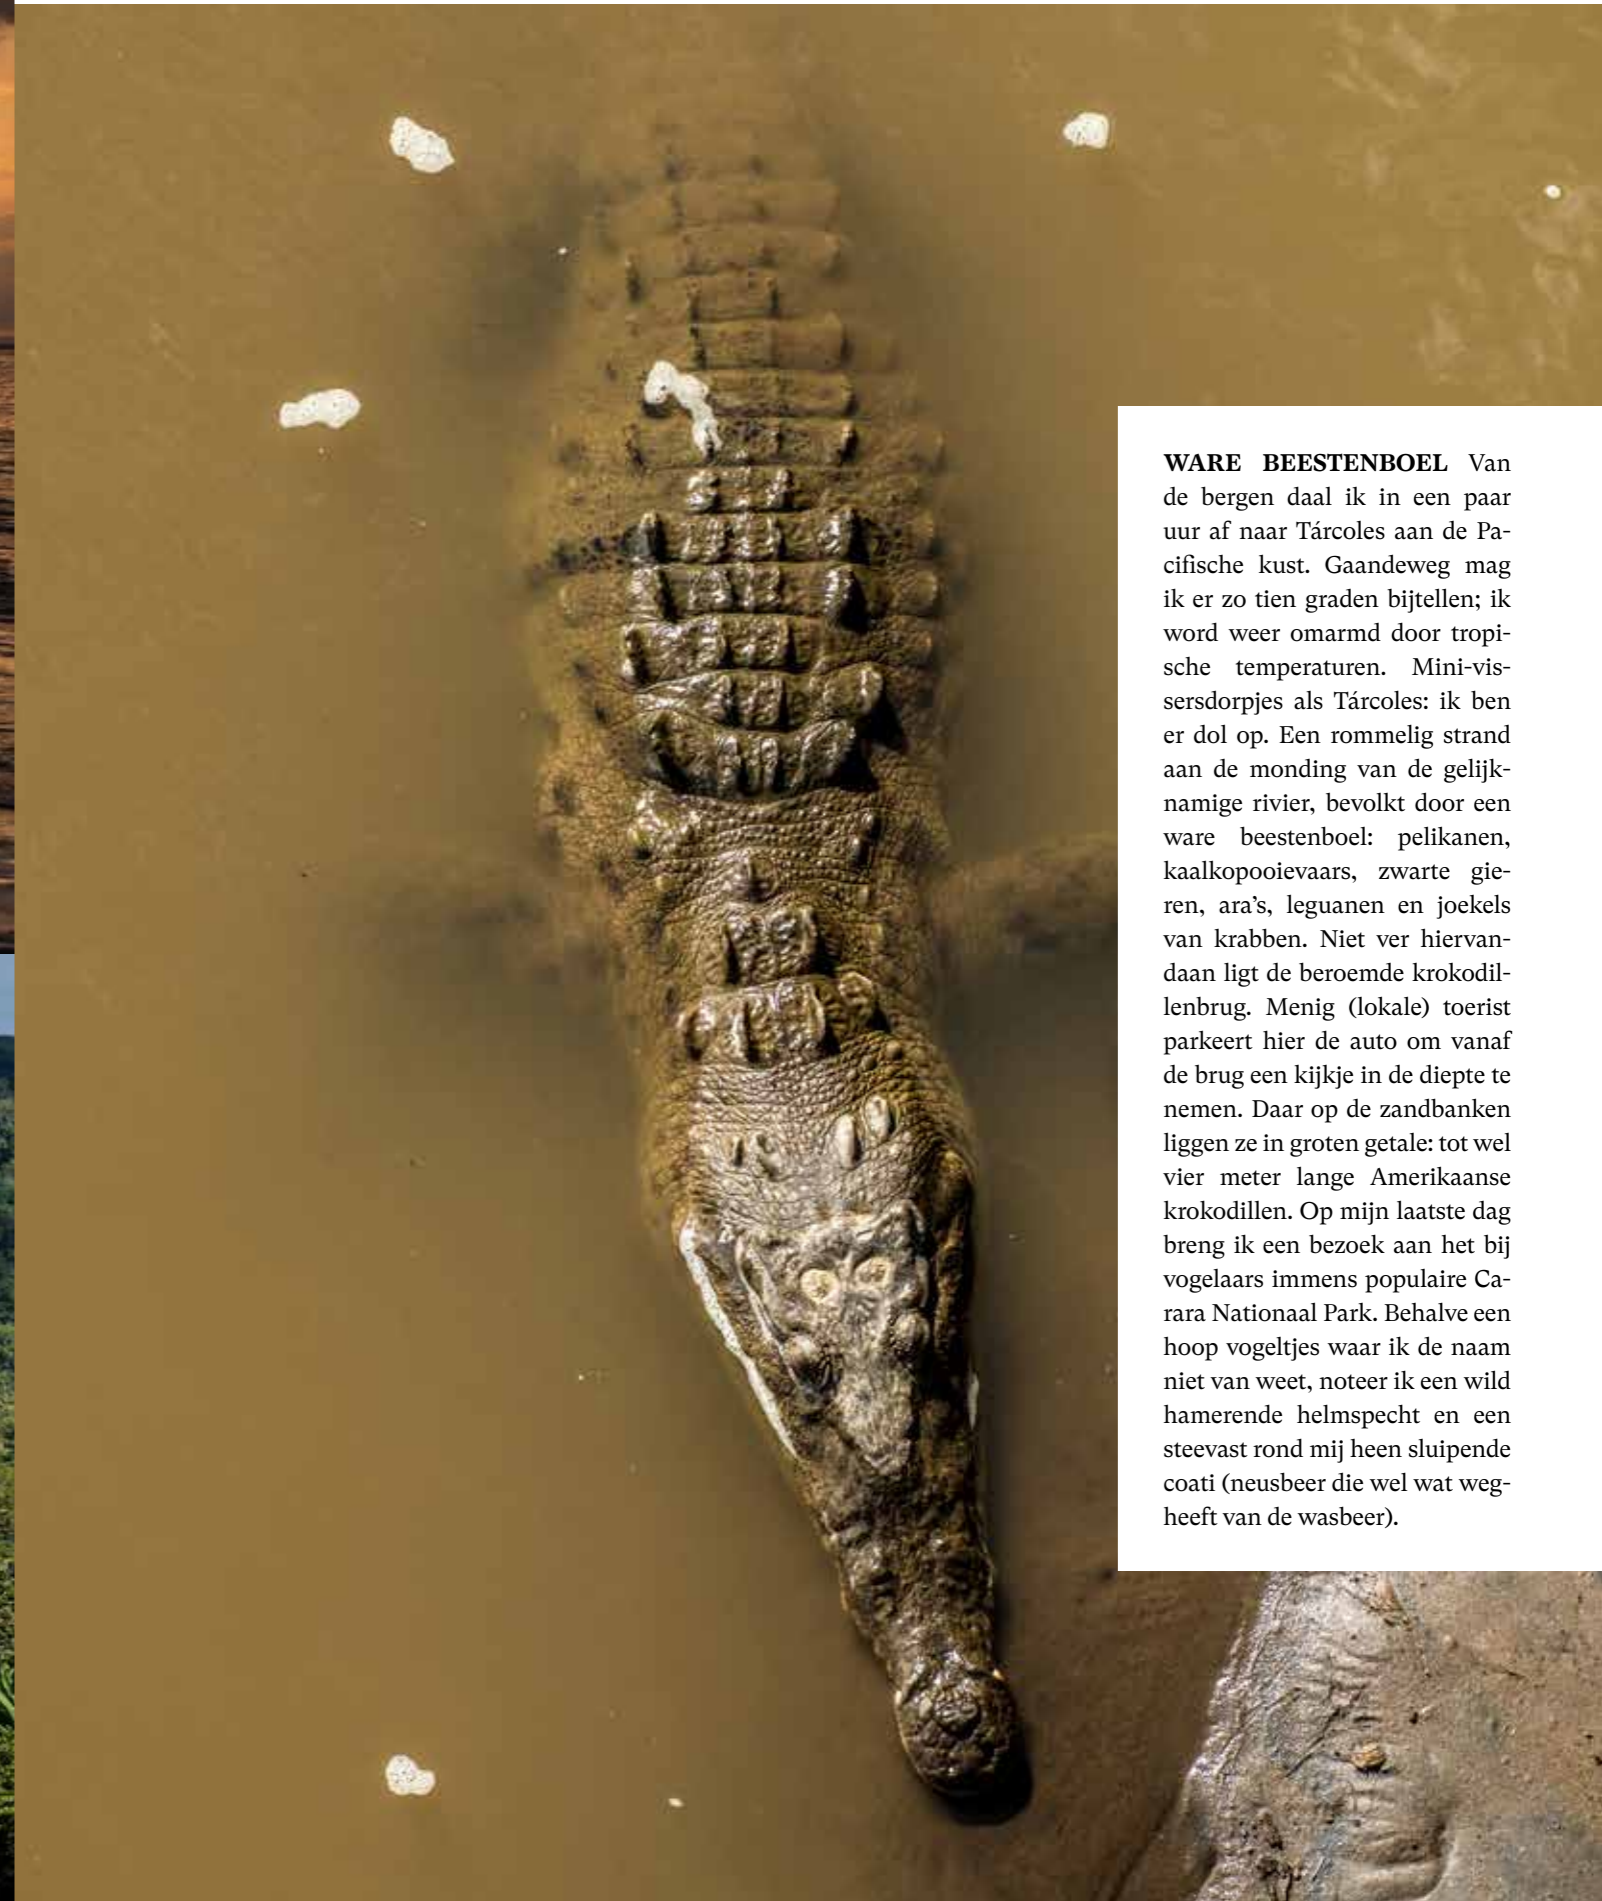 WARE BEESTENBOEL Van
de bergen daal ik in een paar
uur af naar Tárcoles aan de Pa-
cifische kust. Gaandeweg mag
ik er zo tien graden bijtellen; ik
word weer omarmd door tropi-
sche temperaturen. Mini-vis-
sersdorpjes als Tárcoles: ik ben
er dol op. Een rommelig strand
aan de monding van de gelijk-
namige rivier, bevolkt door een
ware beestenboel: pelikanen,
kaalkopooievaars, zwarte gie-
ren, ara's, leguanen en joekels
van krabben. Niet ver hiervan-
daan ligt de beroemde krokodil-
lenbrug. Menig (lokale) toerist
parkeert hier de auto om vanaf
de brug een kijkje in de diepte te
nemen. Daar op de zandbanken
liggen ze in groten getale: tot wel
vier meter lange Amerikaanse
krokodillen. Op mijn laatste dag
breng ik een bezoek aan het bij
vogelaars immens populaire Ca-
rara Nationaal Park. Behalve een
hoop vogeltjes waar ik de naam
niet van weet, noteer ik een wild
hamerende helmspecht en een
steevast rond mij heen sluipende
coati (neusbeer die wel wat weg-
heeft van de wasbeer).